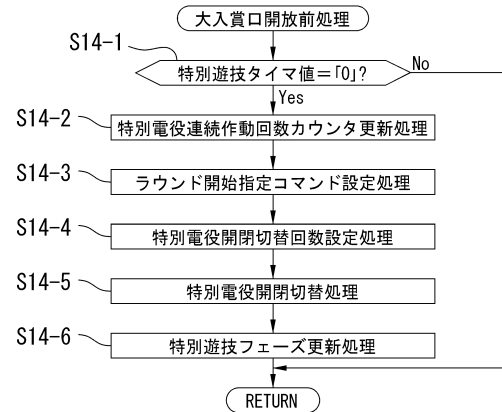 大入賞口開放前処理
S14-1
特別遊技タイマ値=「0」?
No
Yes
S14-2
特別電役連続作動回数カウンタ更新処理
S14-3
ラウンド開始指定コマンド設定処理
S14-4
特別電役開閉切替回数設定処理
S14-5
特別電役開閉切替処理
S14-6
特別遊技フェーズ更新処理
RETURN